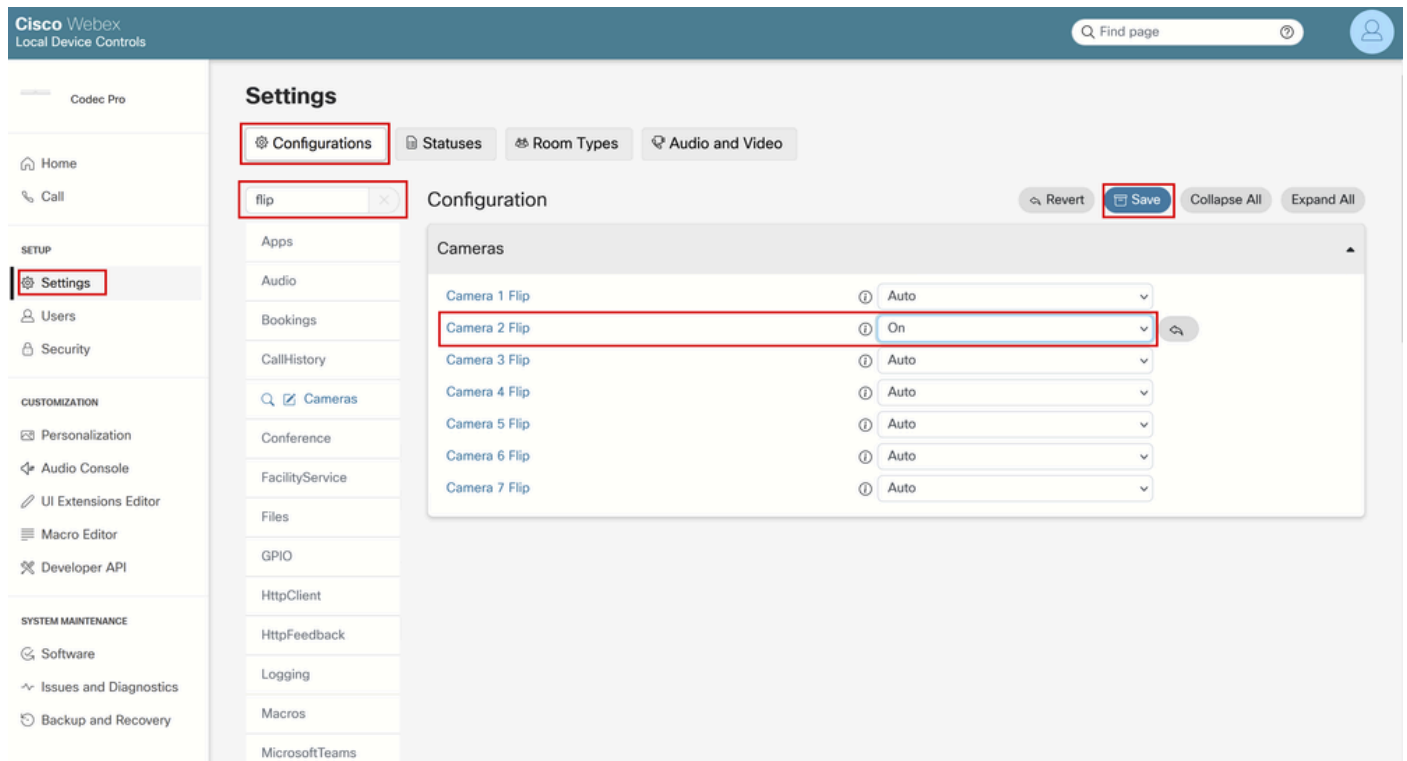 Cisco Webex
Local Device Controls
Find page
Codec Pro
Home
Call
SETUP
Settings
Users
Security
CUSTOMIZATION
Personalization
Audio Console
UI Extensions Editor
Macro Editor
Developer API
SYSTEM MAINTENANCE
Software
Issues and Diagnostics
Backup and Recovery
Settings
Configurations
Statuses
Room Types
Audio and Video
flip
Apps
Audio
Bookings
CallHistory
Cameras
Conference
FacilityService
Files
GPIO
HttpClient
HttpFeedback
Logging
Macros
MicrosoftTeams
Configuration
Revert
Save
Collapse All
Expand All
Cameras
Camera 1 Flip Auto
Camera 2 Flip On
Camera 3 Flip Auto
Camera 4 Flip Auto
Camera 5 Flip Auto
Camera 6 Flip Auto
Camera 7 Flip Auto